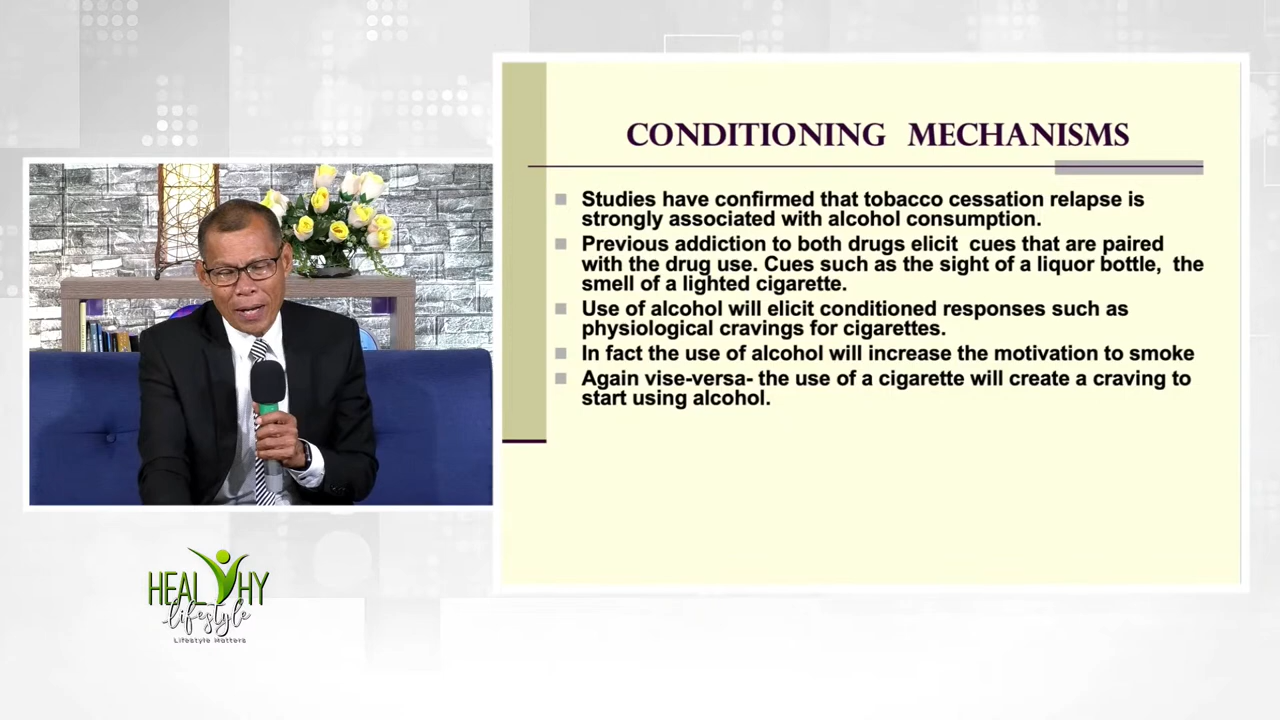 CONDITIONING MECHANISMS
Studies have confirmed that tobacco cessation relapse is
strongly associated with alcohol consumption.
Previous addiction to both drugs elicit cues that are paired
with the drug use. Cues such as the sight of a liquor bottle, the
smell of a lighted cigarette.
Use of alcohol will elicit conditioned responses such as
physiological cravings for cigarettes.
In fact the use of alcohol will increase the motivation to smoke
Again vise-versa- the use of a cigarette will create a craving to
start using alcohol.
HEALTHY
lifestyle
Lifestyle Matters